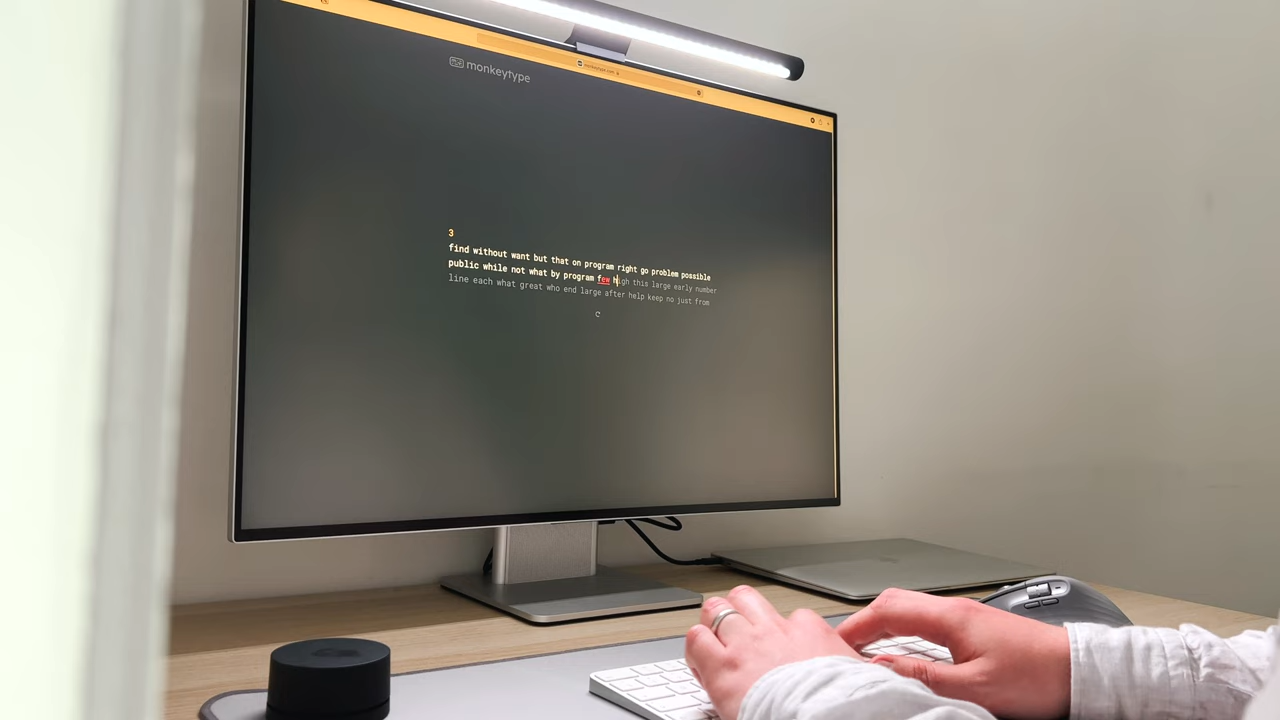 monkeytype.com
monkeytype
3
find without want but that on program right go problem possible
public while not what by program few high this large early number
line each what great who end large after help keep no just from